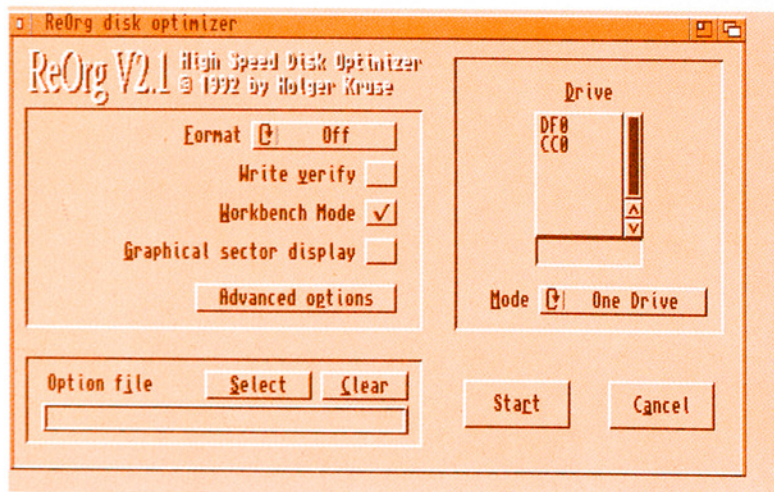 ReOrg disk optimizer
ReOrg V2.1 High Speed Disk Optimizer
© 1992 by Holger Kruse
Format Off
Write verify
Workbench Mode
Graphical sector display
Advanced options
Drive
DF0
CC0
Mode One Drive
Option file Select Clear
Start Cancel